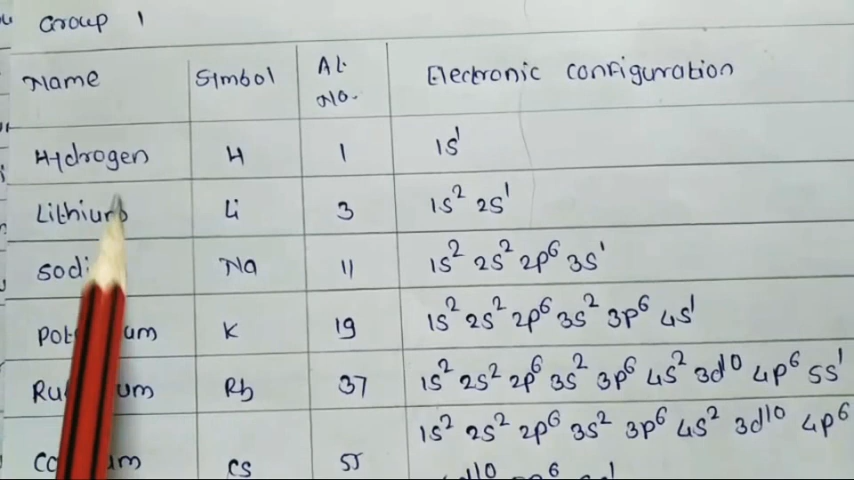 Group 1
Name Symbol At. No. Electronic configuration
Hydrogen H 1 1s¹
Lithium Li 3 1s² 2s¹
Na 11 1s² 2s² 2p⁶ 3s¹
K 19 1s² 2s² 2p⁶ 3s² 3p⁶ 4s¹
Rb 37 1s² 2s² 2p⁶ 3s² 3p⁶ 4s² 3d¹⁰ 4p⁶ 5s¹
Cs 55 1s² 2s² 2p⁶ 3s² 3p⁶ 4s² 3d¹⁰ 4p⁶